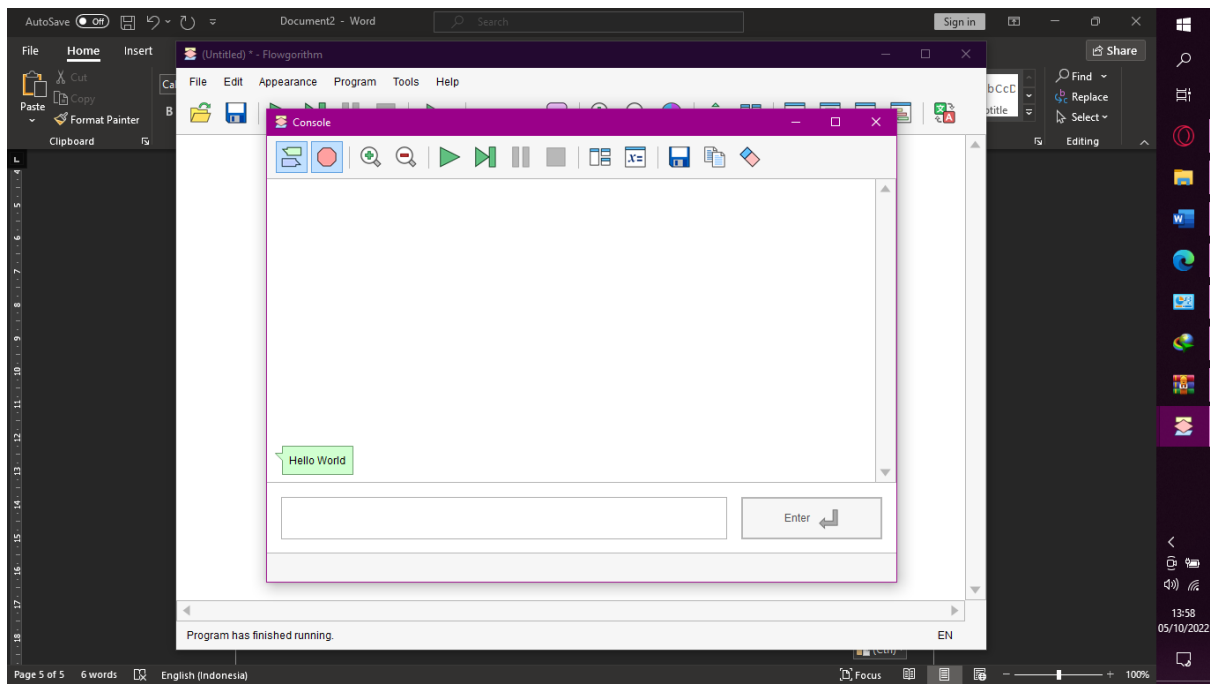 AutoSave Off Document2 - Word Search Sign in
File Home Insert Share
Cut
Copy
Paste
Format Painter
Clipboard
B
Find
Replace
Select
Editing
(Untitled) * - Flowgorithm
File Edit Appearance Program Tools Help
Console
Hello World
Enter
Program has finished running. EN
Page 5 of 5 6 words English (Indonesia) Focus 100%
13:58
05/10/2022